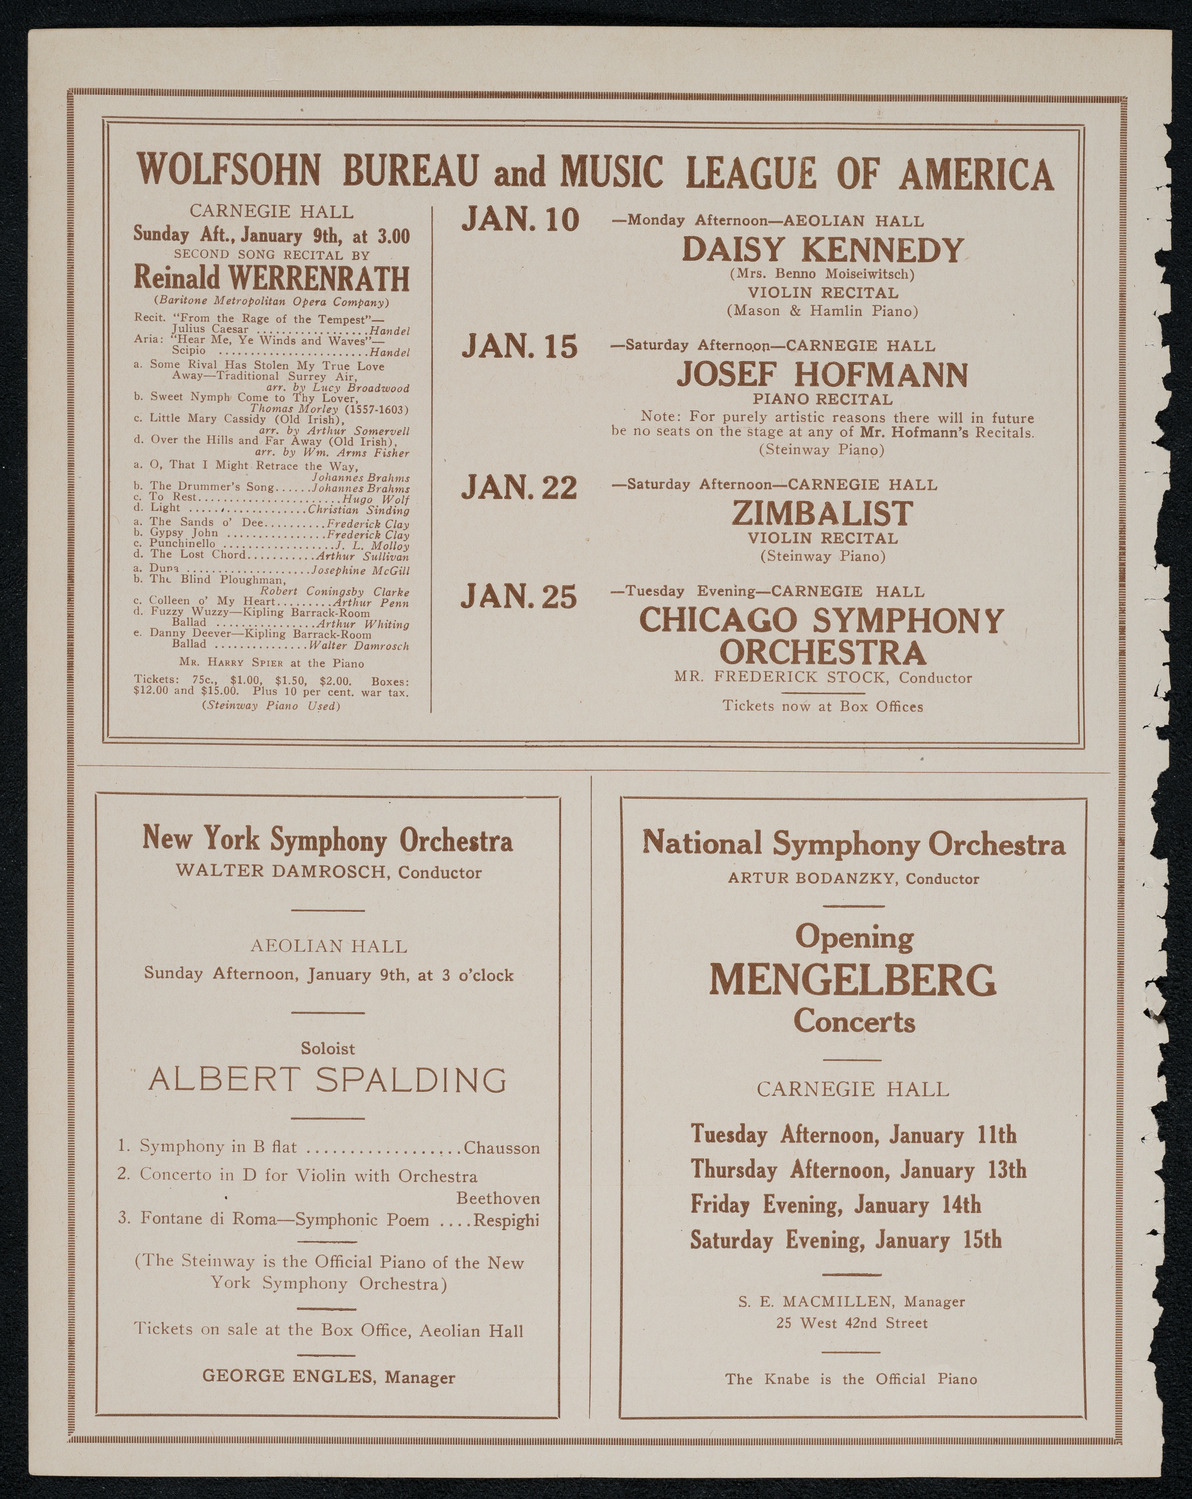 WOLFSOHN BUREAU and MUSIC LEAGUE OF AMERICA
CARNEGIE HALL
Sunday Aft., January 9th, at 3.00
SECOND SONG RECITAL BY
Reinald WERRENRATH
(Baritone Metropolitan Opera Company)
Recit. "From the Rage of the Tempest"—
Julius Caesar ..................Handel
Aria: "Hear Me, Ye Winds and Waves"—
Scipio ........................Handel
a. Some Rival Has Stolen My True Love
Away—Traditional Surrey Air,
arr. by Lucy Broadwood
b. Sweet Nymph Come to Thy Lover,
Thomas Morley (1557-1603)
c. Little Mary Cassidy (Old Irish),
arr. by Arthur Somervell
d. Over the Hills and Far Away (Old Irish),
arr. by Wm. Arms Fisher
a. O, That I Might Retrace the Way,
Johannes Brahms
b. The Drummer's Song......Johannes Brahms
c. To Rest.......................Hugo Wolf
d. Light ...................Christian Sinding
a. The Sands o' Dee..........Frederick Clay
b. Gypsy John ................Frederick Clay
c. Punchinello ..................J. L. Molloy
d. The Lost Chord...........Arthur Sullivan
a. Duna ....................Josephine McGill
b. The Blind Ploughman,
Robert Coningsby Clarke
c. Colleen o' My Heart.........Arthur Penn
d. Fuzzy Wuzzy—Kipling Barrack-Room
Ballad ................Arthur Whiting
e. Danny Deever—Kipling Barrack-Room
Ballad ...............Walter Damrosch
MR. HARRY SPIER at the Piano
Tickets: 75c., $1.00, $1.50, $2.00. Boxes:
$12.00 and $15.00. Plus 10 per cent. war tax.
(Steinway Piano Used)
JAN. 10 —Monday Afternoon—AEOLIAN HALL
DAISY KENNEDY
(Mrs. Benno Moiseiwitsch)
VIOLIN RECITAL
(Mason & Hamlin Piano)
JAN. 15 —Saturday Afternoon—CARNEGIE HALL
JOSEF HOFMANN
PIANO RECITAL
Note: For purely artistic reasons there will in future
be no seats on the stage at any of Mr. Hofmann's Recitals.
(Steinway Piano)
JAN. 22 —Saturday Afternoon—CARNEGIE HALL
ZIMBALIST
VIOLIN RECITAL
(Steinway Piano)
JAN. 25 —Tuesday Evening—CARNEGIE HALL
CHICAGO SYMPHONY
ORCHESTRA
MR. FREDERICK STOCK, Conductor
Tickets now at Box Offices
New York Symphony Orchestra
WALTER DAMROSCH, Conductor
AEOLIAN HALL
Sunday Afternoon, January 9th, at 3 o'clock
Soloist
ALBERT SPALDING
1. Symphony in B flat ..................Chausson
2. Concerto in D for Violin with Orchestra
Beethoven
3. Fontane di Roma—Symphonic Poem ....Respighi
(The Steinway is the Official Piano of the New
York Symphony Orchestra)
Tickets on sale at the Box Office, Aeolian Hall
GEORGE ENGLES, Manager
National Symphony Orchestra
ARTUR BODANZKY, Conductor
Opening
MENGELBERG
Concerts
CARNEGIE HALL
Tuesday Afternoon, January 11th
Thursday Afternoon, January 13th
Friday Evening, January 14th
Saturday Evening, January 15th
S. E. MACMILLEN, Manager
25 West 42nd Street
The Knabe is the Official Piano